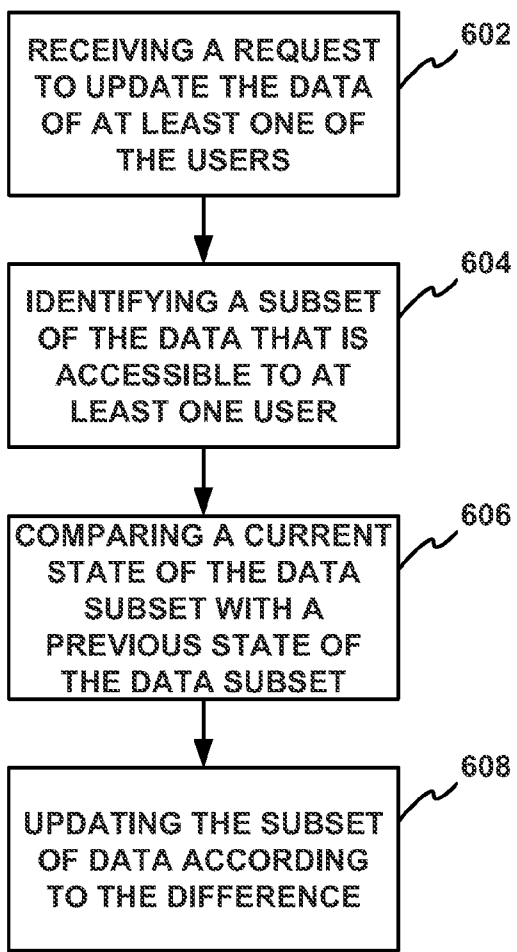 RECEIVING A REQUEST
TO UPDATE THE DATA
OF AT LEAST ONE OF
THE USERS
602
IDENTIFYING A SUBSET
OF THE DATA THAT IS
ACCESSIBLE TO AT
LEAST ONE USER
604
COMPARING A CURRENT
STATE OF THE DATA
SUBSET WITH A
PREVIOUS STATE OF
THE DATA SUBSET
606
UPDATING THE SUBSET
OF DATA ACCORDING
TO THE DIFFERENCE
608